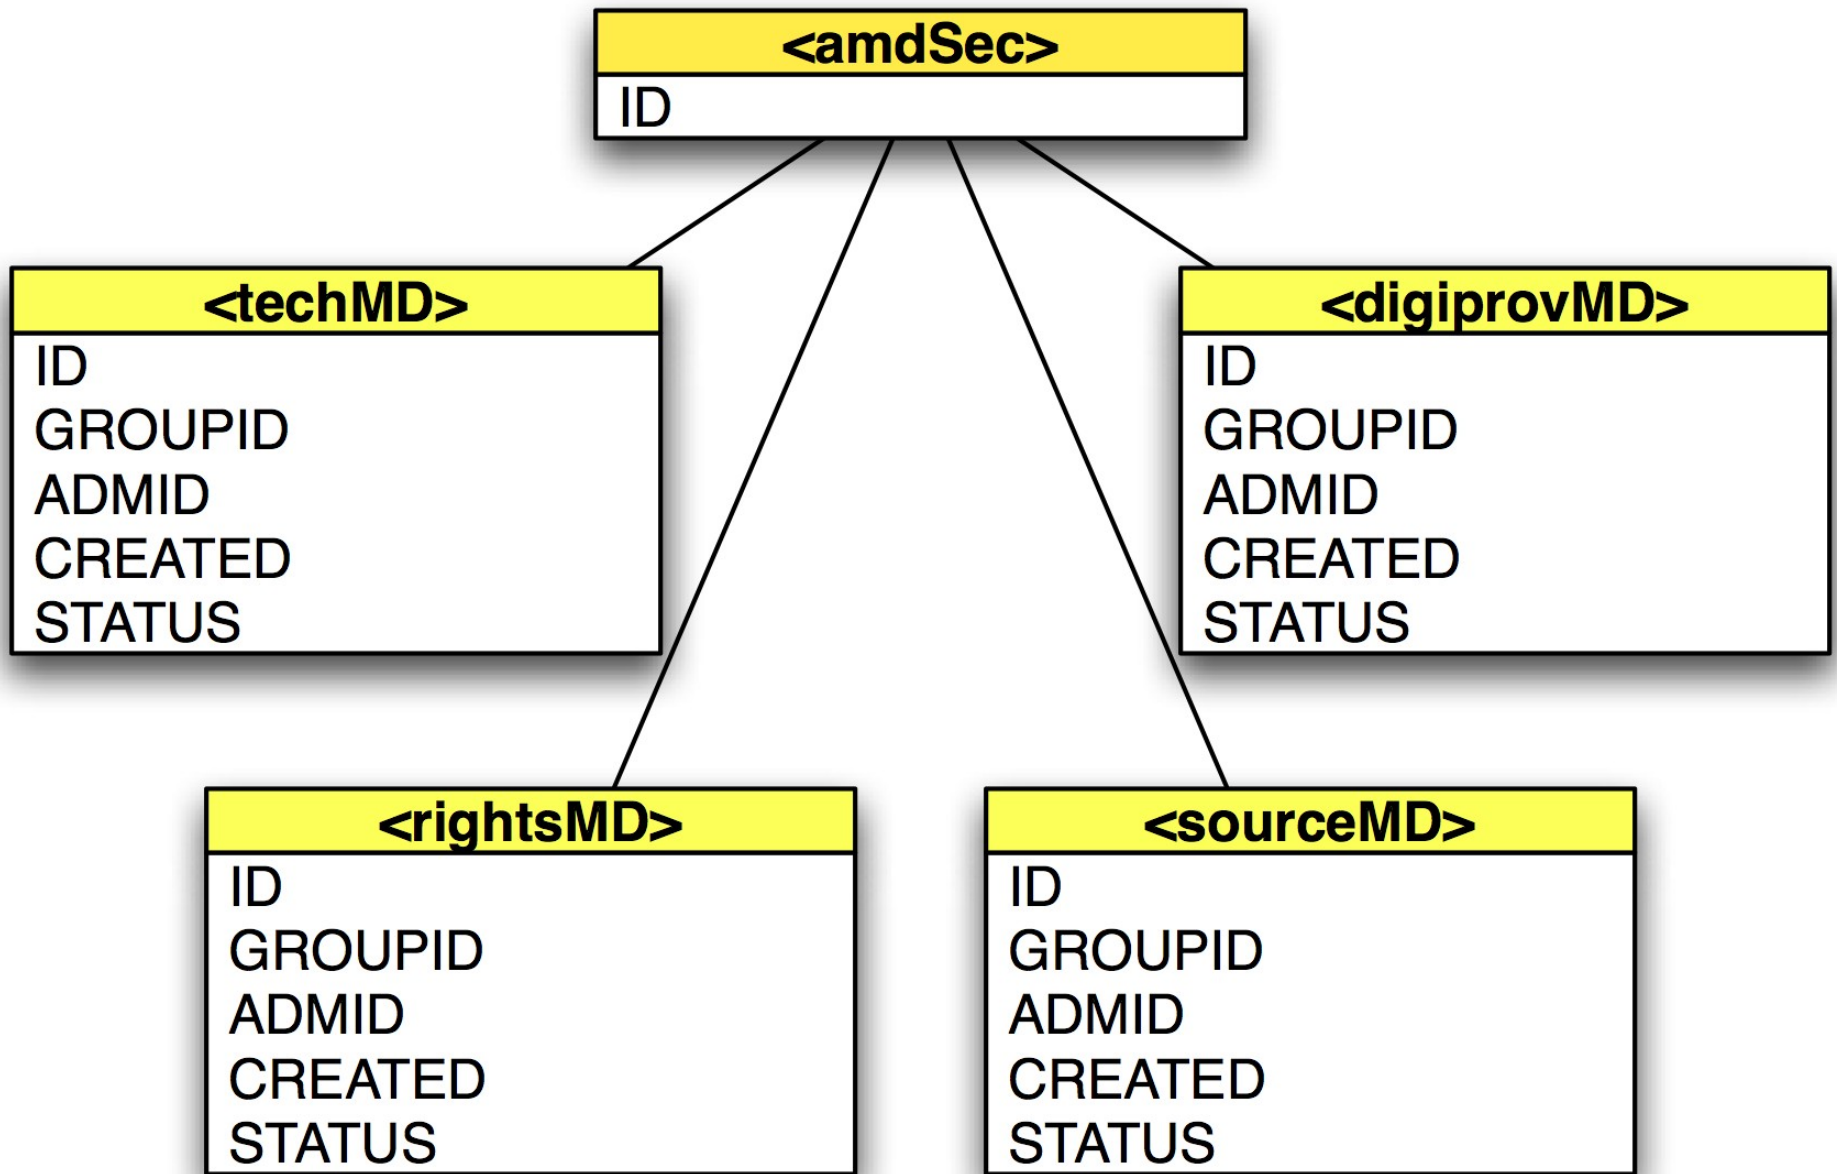 <amdSec>
ID
<techMD>
ID
GROUPID
ADMID
CREATED
STATUS
<digiprovMD>
ID
GROUPID
ADMID
CREATED
STATUS
<rightsMD>
ID
GROUPID
ADMID
CREATED
STATUS
<sourceMD>
ID
GROUPID
ADMID
CREATED
STATUS